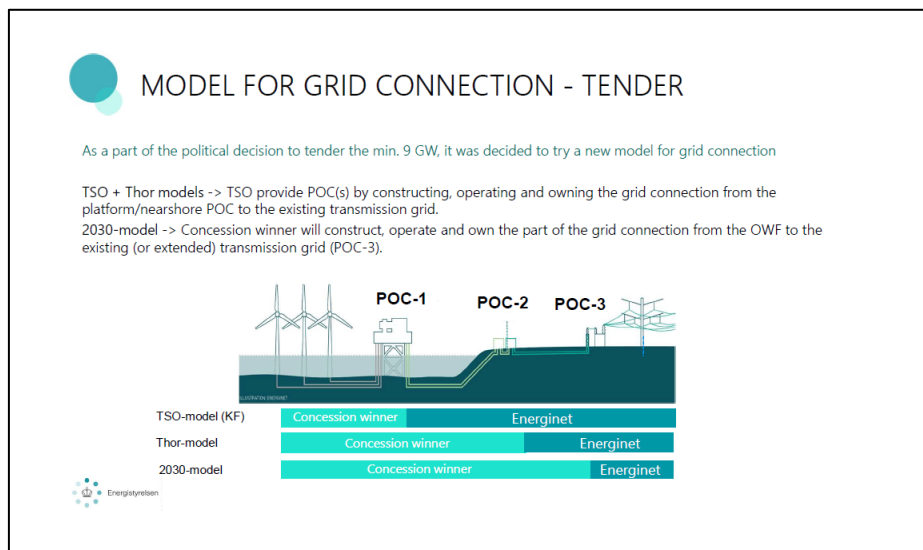 MODEL FOR GRID CONNECTION - TENDER
As a part of the political decision to tender the min. 9 GW, it was decided to try a new model for grid connection
TSO + Thor models -> TSO provide POC(s) by constructing, operating and owning the grid connection from the
platform/nearshore POC to the existing transmission grid.
2030-model -> Concession winner will construct, operate and own the part of the grid connection from the OWF to the
existing (or extended) transmission grid (POC-3).
POC-1
POC-2
POC-3
ILLUSTRATION ENERGINET
TSO-model (KF)
Concession winner
Energinet
Thor-model
Concession winner
Energinet
2030-model
Concession winner
Energinet
Energistyrelsen